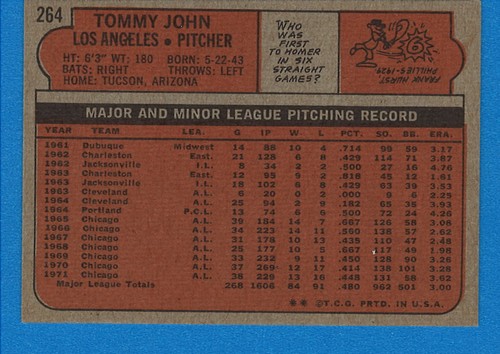 264
TOMMY JOHN
LOS ANGELES • PITCHER
HT: 6'3" WT: 180 BORN: 5-22-43
BATS: RIGHT THROWS: LEFT
HOME: TUCSON, ARIZONA
WHO
WAS
FIRST
TO HOMER
IN SIX
STRAIGHT
GAMES?
6
PHILLIES-1929
MAJOR AND MINOR LEAGUE PITCHING RECORD
YEAR TEAM LEA. G IP W L PCT. SO. BB. ERA.
1961 Dubuque Midwest 14 88 10 4 .714 99 59 3.17
1962 Charleston East. 21 128 6 8 .429 114 71 3.87
1962 Jacksonville I.L. 8 34 2 2 .500 27 16 4.76
1963 Charleston East. 12 95 9 2 .818 45 12 1.61
1963 Jacksonville I.L. 18 102 6 8 .429 63 39 3.53
1963 Cleveland A.L. 6 20 0 2 .000 9 6 2.25
1964 Cleveland A.L. 25 94 2 9 .182 65 35 3.93
1964 Portland P.C.L. 13 74 6 6 .500 72 24 4.26
1965 Chicago A.L. 39 184 14 7 .667 126 58 3.08
1966 Chicago A.L. 34 223 14 11 .560 138 57 2.62
1967 Chicago A.L. 31 178 10 13 .435 110 47 2.48
1968 Chicago A.L. 25 177 10 5 .667 117 49 1.98
1969 Chicago A.L. 33 232 9 11 .450 128 90 3.26
1970 Chicago A.L. 37 269 12 17 .414 138 101 3.28
1971 Chicago A.L. 38 229 13 16 .448 131 58 3.62
Major League Totals 268 1606 84 91 .480 962 501 3.00
** ©T.C.G. PRTD. IN U.S.A.